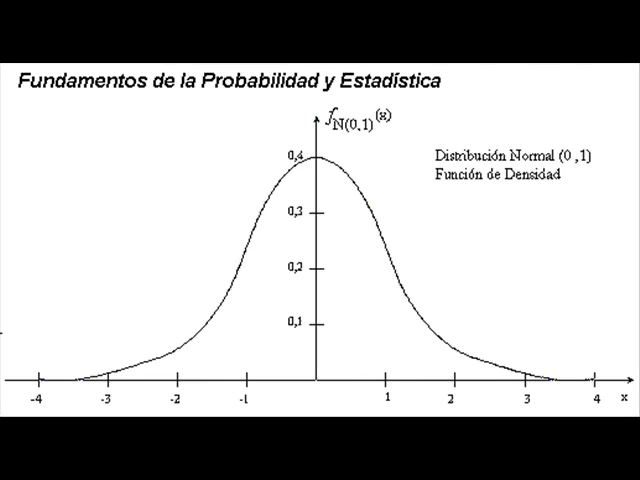 Fundamentos de la Probabilidad y Estadística
fN(0,1)(x)
Distribución Normal (0 ,1)
Función de Densidad
0,4
0,3
0,2
0,1
-4 -3 -2 -1 1 2 3 4 x